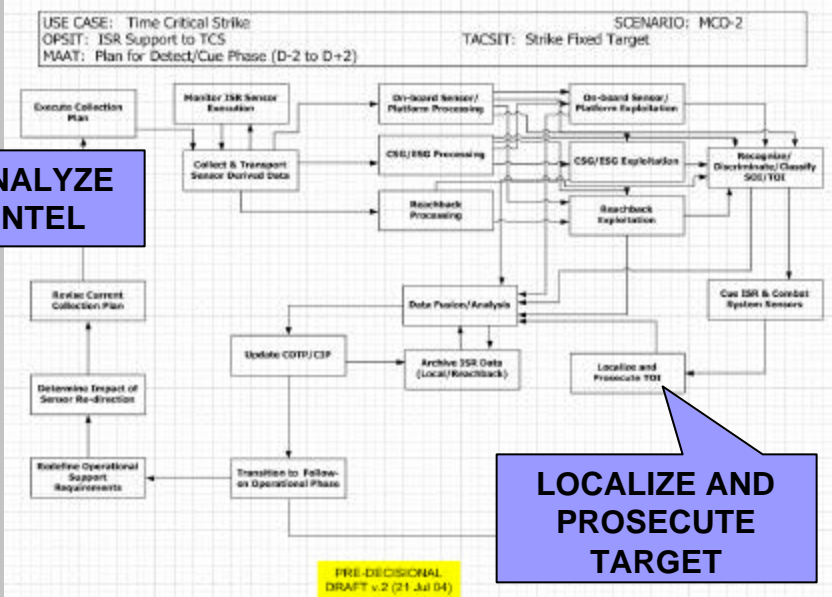 USE CASE: Time Critical Strike
SCENARIO: MCO-2
OPSIT: ISR Support to TCS
TACSIT: Strike Fixed Target
MAAT: Plan for Detect/Cue Phase (D-2 to D+2)
Execute Collection
Plan
Monitor ISR Sensor
Execution
On-board Sensor/
Platform Processing
On-board Sensor/
Platform Exploitation
Collect & Transport
Sensor Derived Data
CSG/ESG Processing
CSG/ESG Exploitation
Recognize/
Discriminate/Classify
SOI/TOI
NALYZE
NTEL
Reachback
Processing
Reachback
Exploitation
Revise Current
Collection Plan
Data Fusion/Analysis
Cue ISR & Combat
System Sensors
Update COTP/CIP
Archive ISR Data
(Local/Reachback)
Localize and
Prosecute TOI
Determine Impact of
Sensor Re-direction
Redefine Operational
Support
Requirements
Transition to Follow-
on Operational Phase
LOCALIZE AND
PROSECUTE
TARGET
PRE-DECISIONAL
DRAFT v.2 (21 Jul 04)